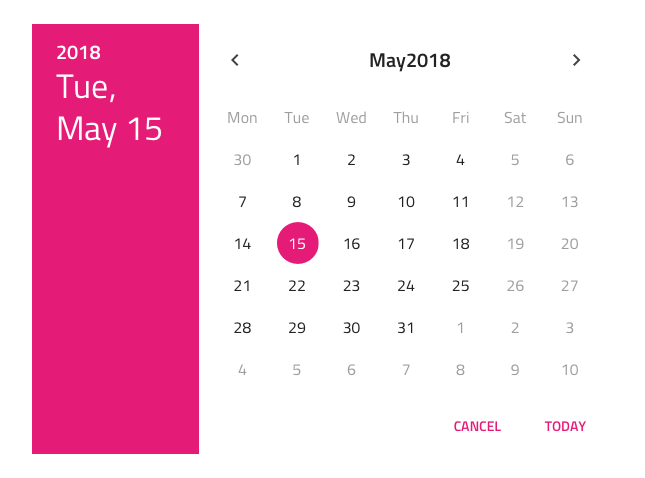 2018
Tue,
May 15
May2018
Mon Tue Wed Thu Fri Sat Sun
30 1 2 3 4 5 6
7 8 9 10 11 12 13
14 15 16 17 18 19 20
21 22 23 24 25 26 27
28 29 30 31 1 2 3
4 5 6 7 8 9 10
CANCEL TODAY